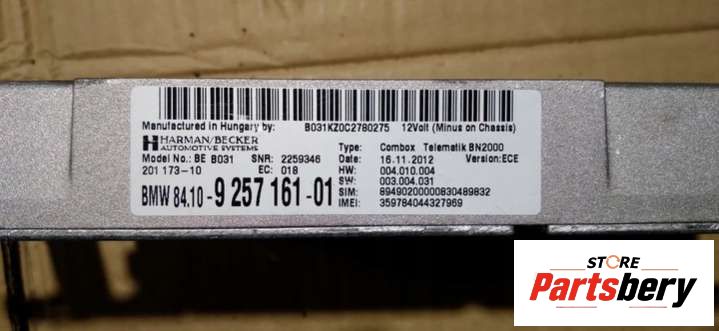 Manufactured in Hungary by: B031KZ0C2780275 12Volt (Minus on Chassis)
HARMAN/BECKER
AUTOMOTIVE SYSTEMS
Type: Combox Telematik BN2000
Model No.: BE B031 SNR: 2259346 Date: 16.11.2012 Version: ECE
201 173-10 EC: 018 HW: 004.010.004
SW: 003.004.031
BMW 84.10-9 257 161-01 SIM: 89490200000830489832
IMEI: 359784044327969
STORE
Partsbery